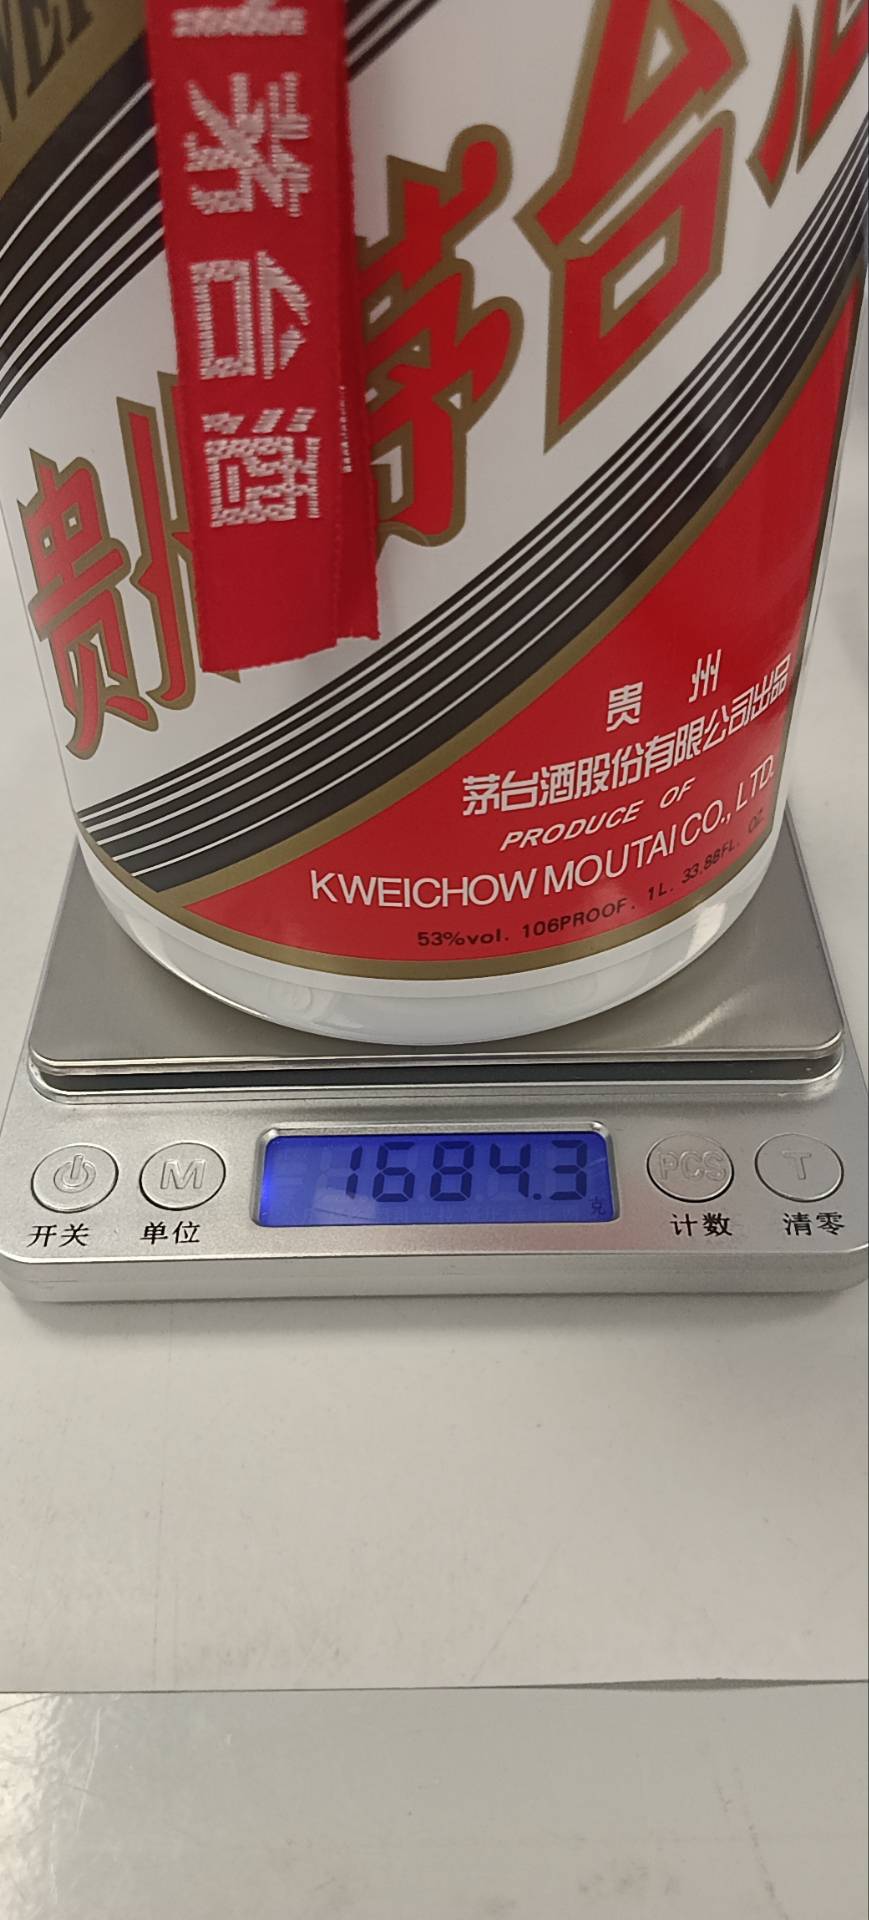 茅台酒
贵州茅台
贵 州
茅台酒股份有限公司出品
PRODUCE OF
KWEICHOW MOUTAI CO., LTD.
53%vol. 106PROOF. 1L. 33.88FL. OZ.
1684.3
克
M
PCS
T
开关
单位
计数
清零